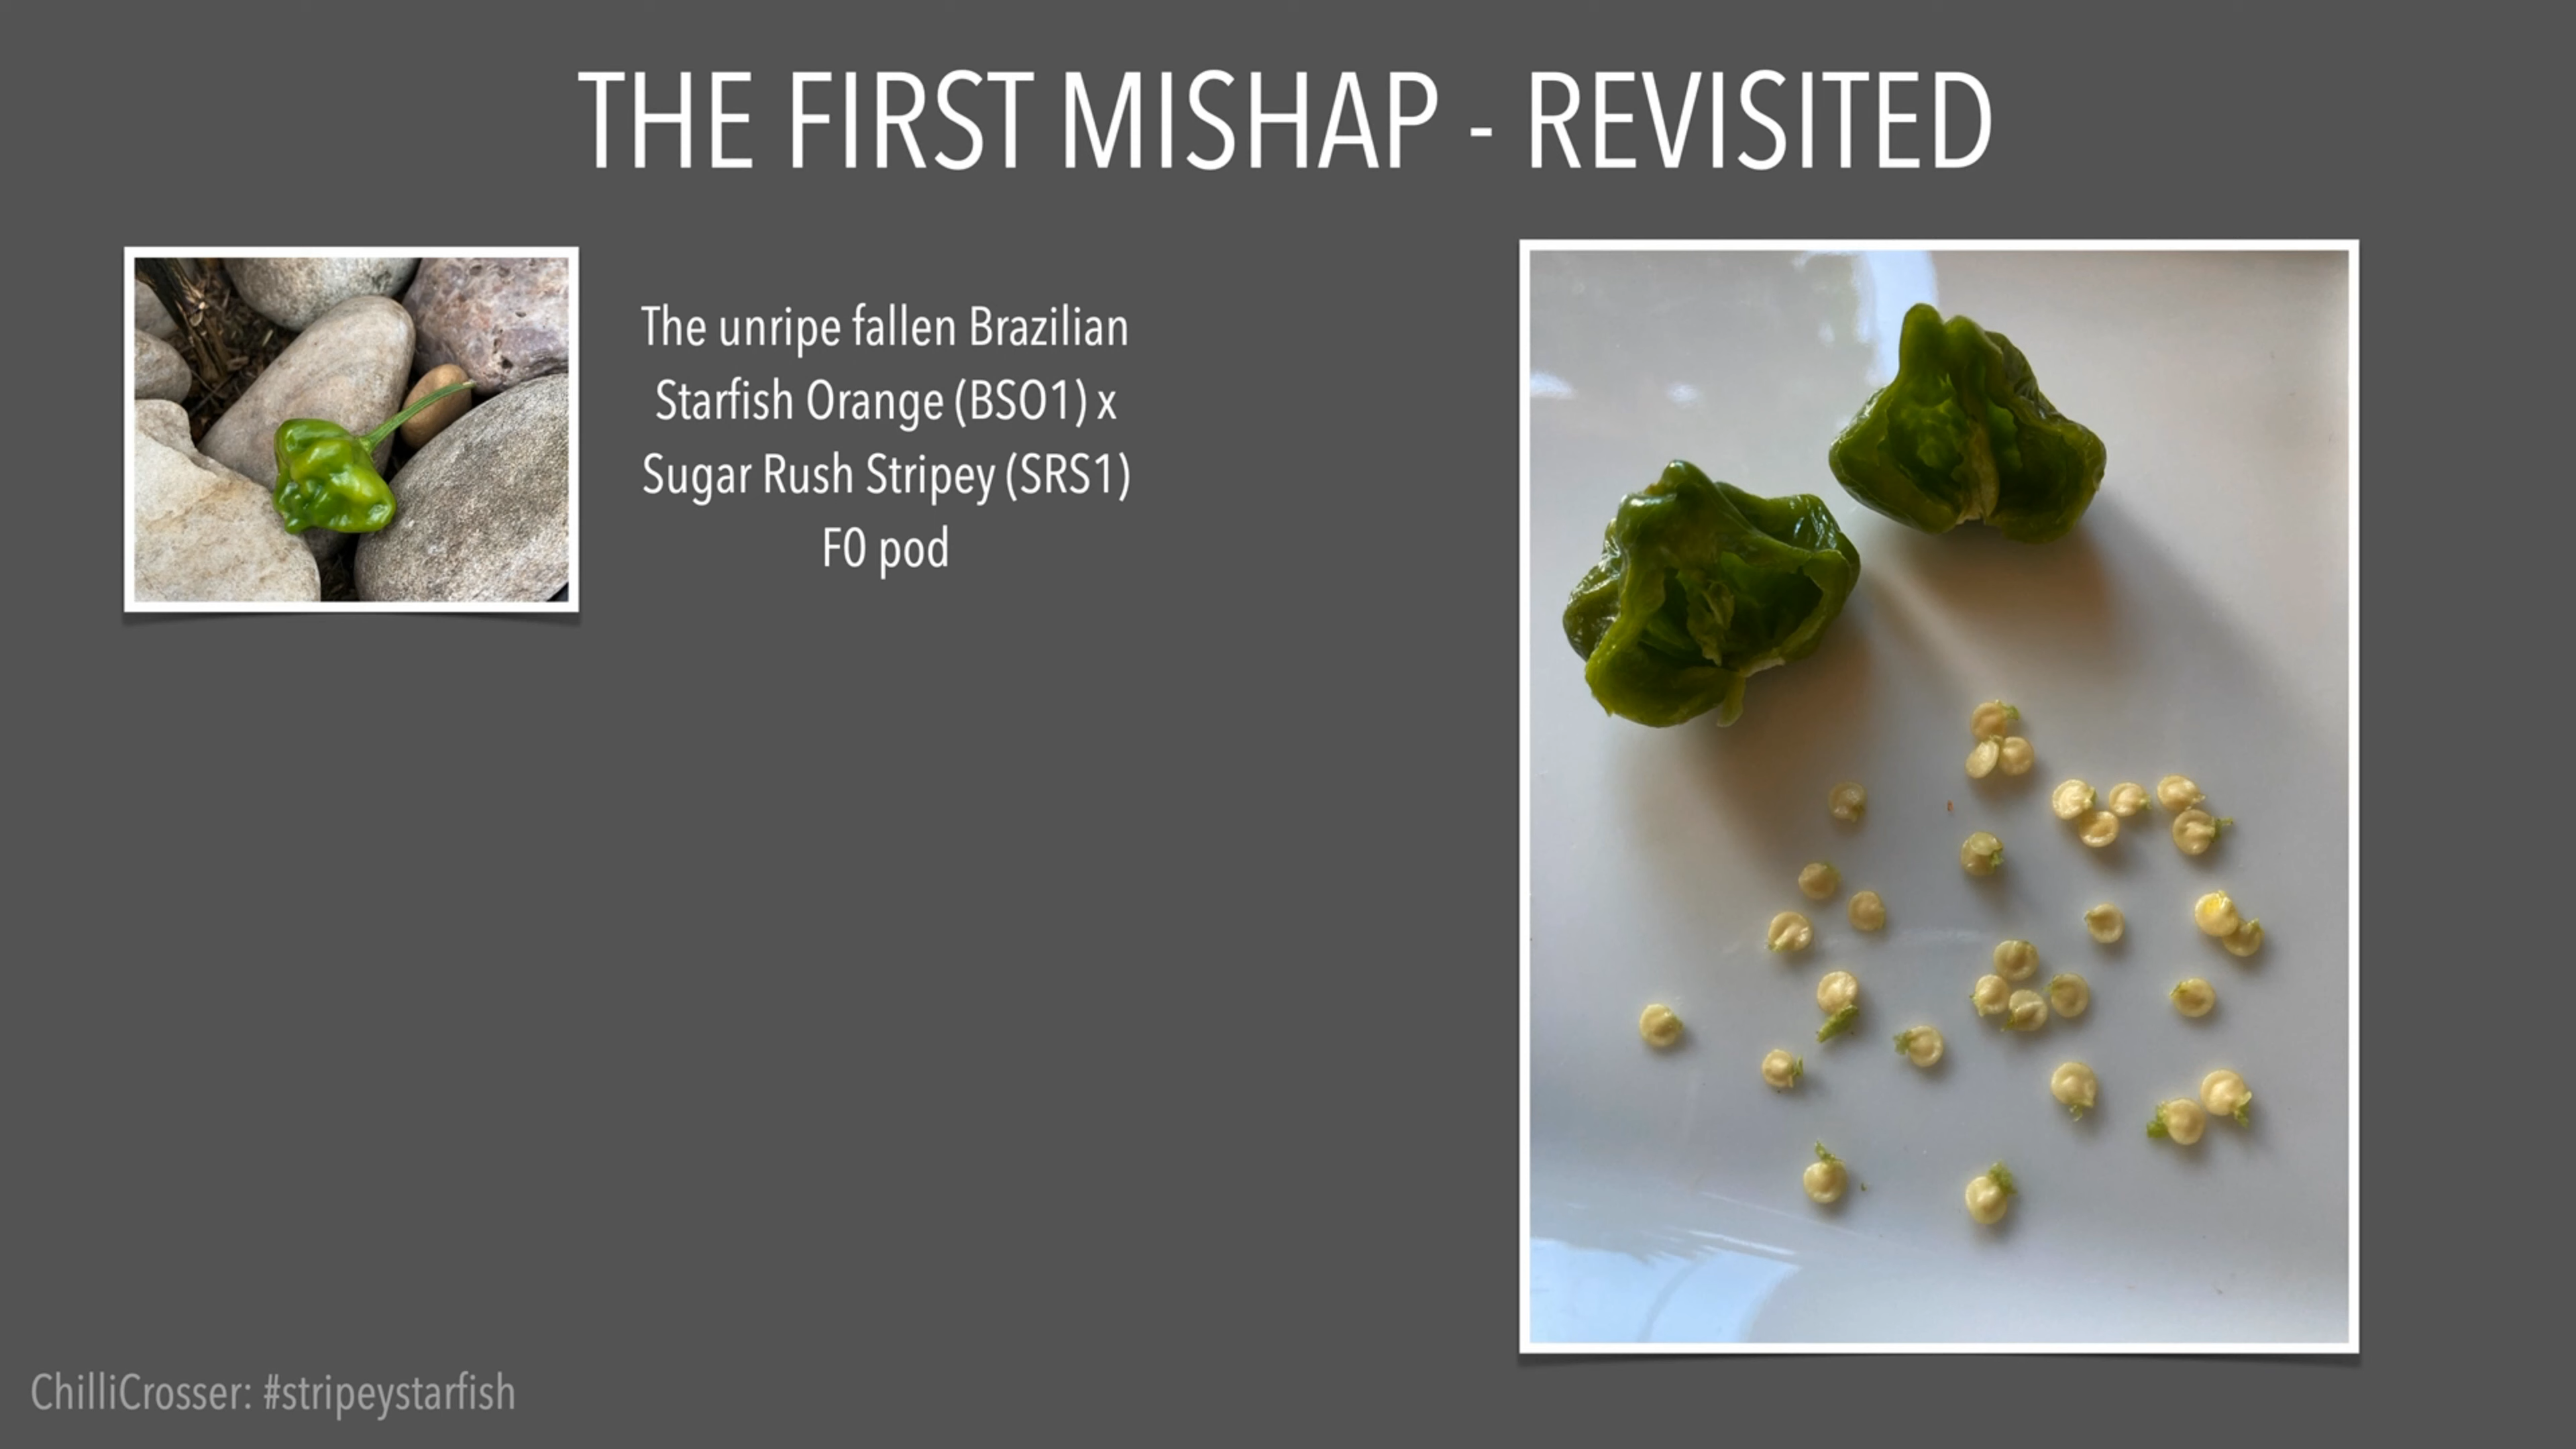 THE FIRST MISHAP - REVISITED
The unripe fallen Brazilian
Starfish Orange (BSO1) x
Sugar Rush Stripey (SRS1)
F0 pod
ChilliCrosser: #stripeystarfish